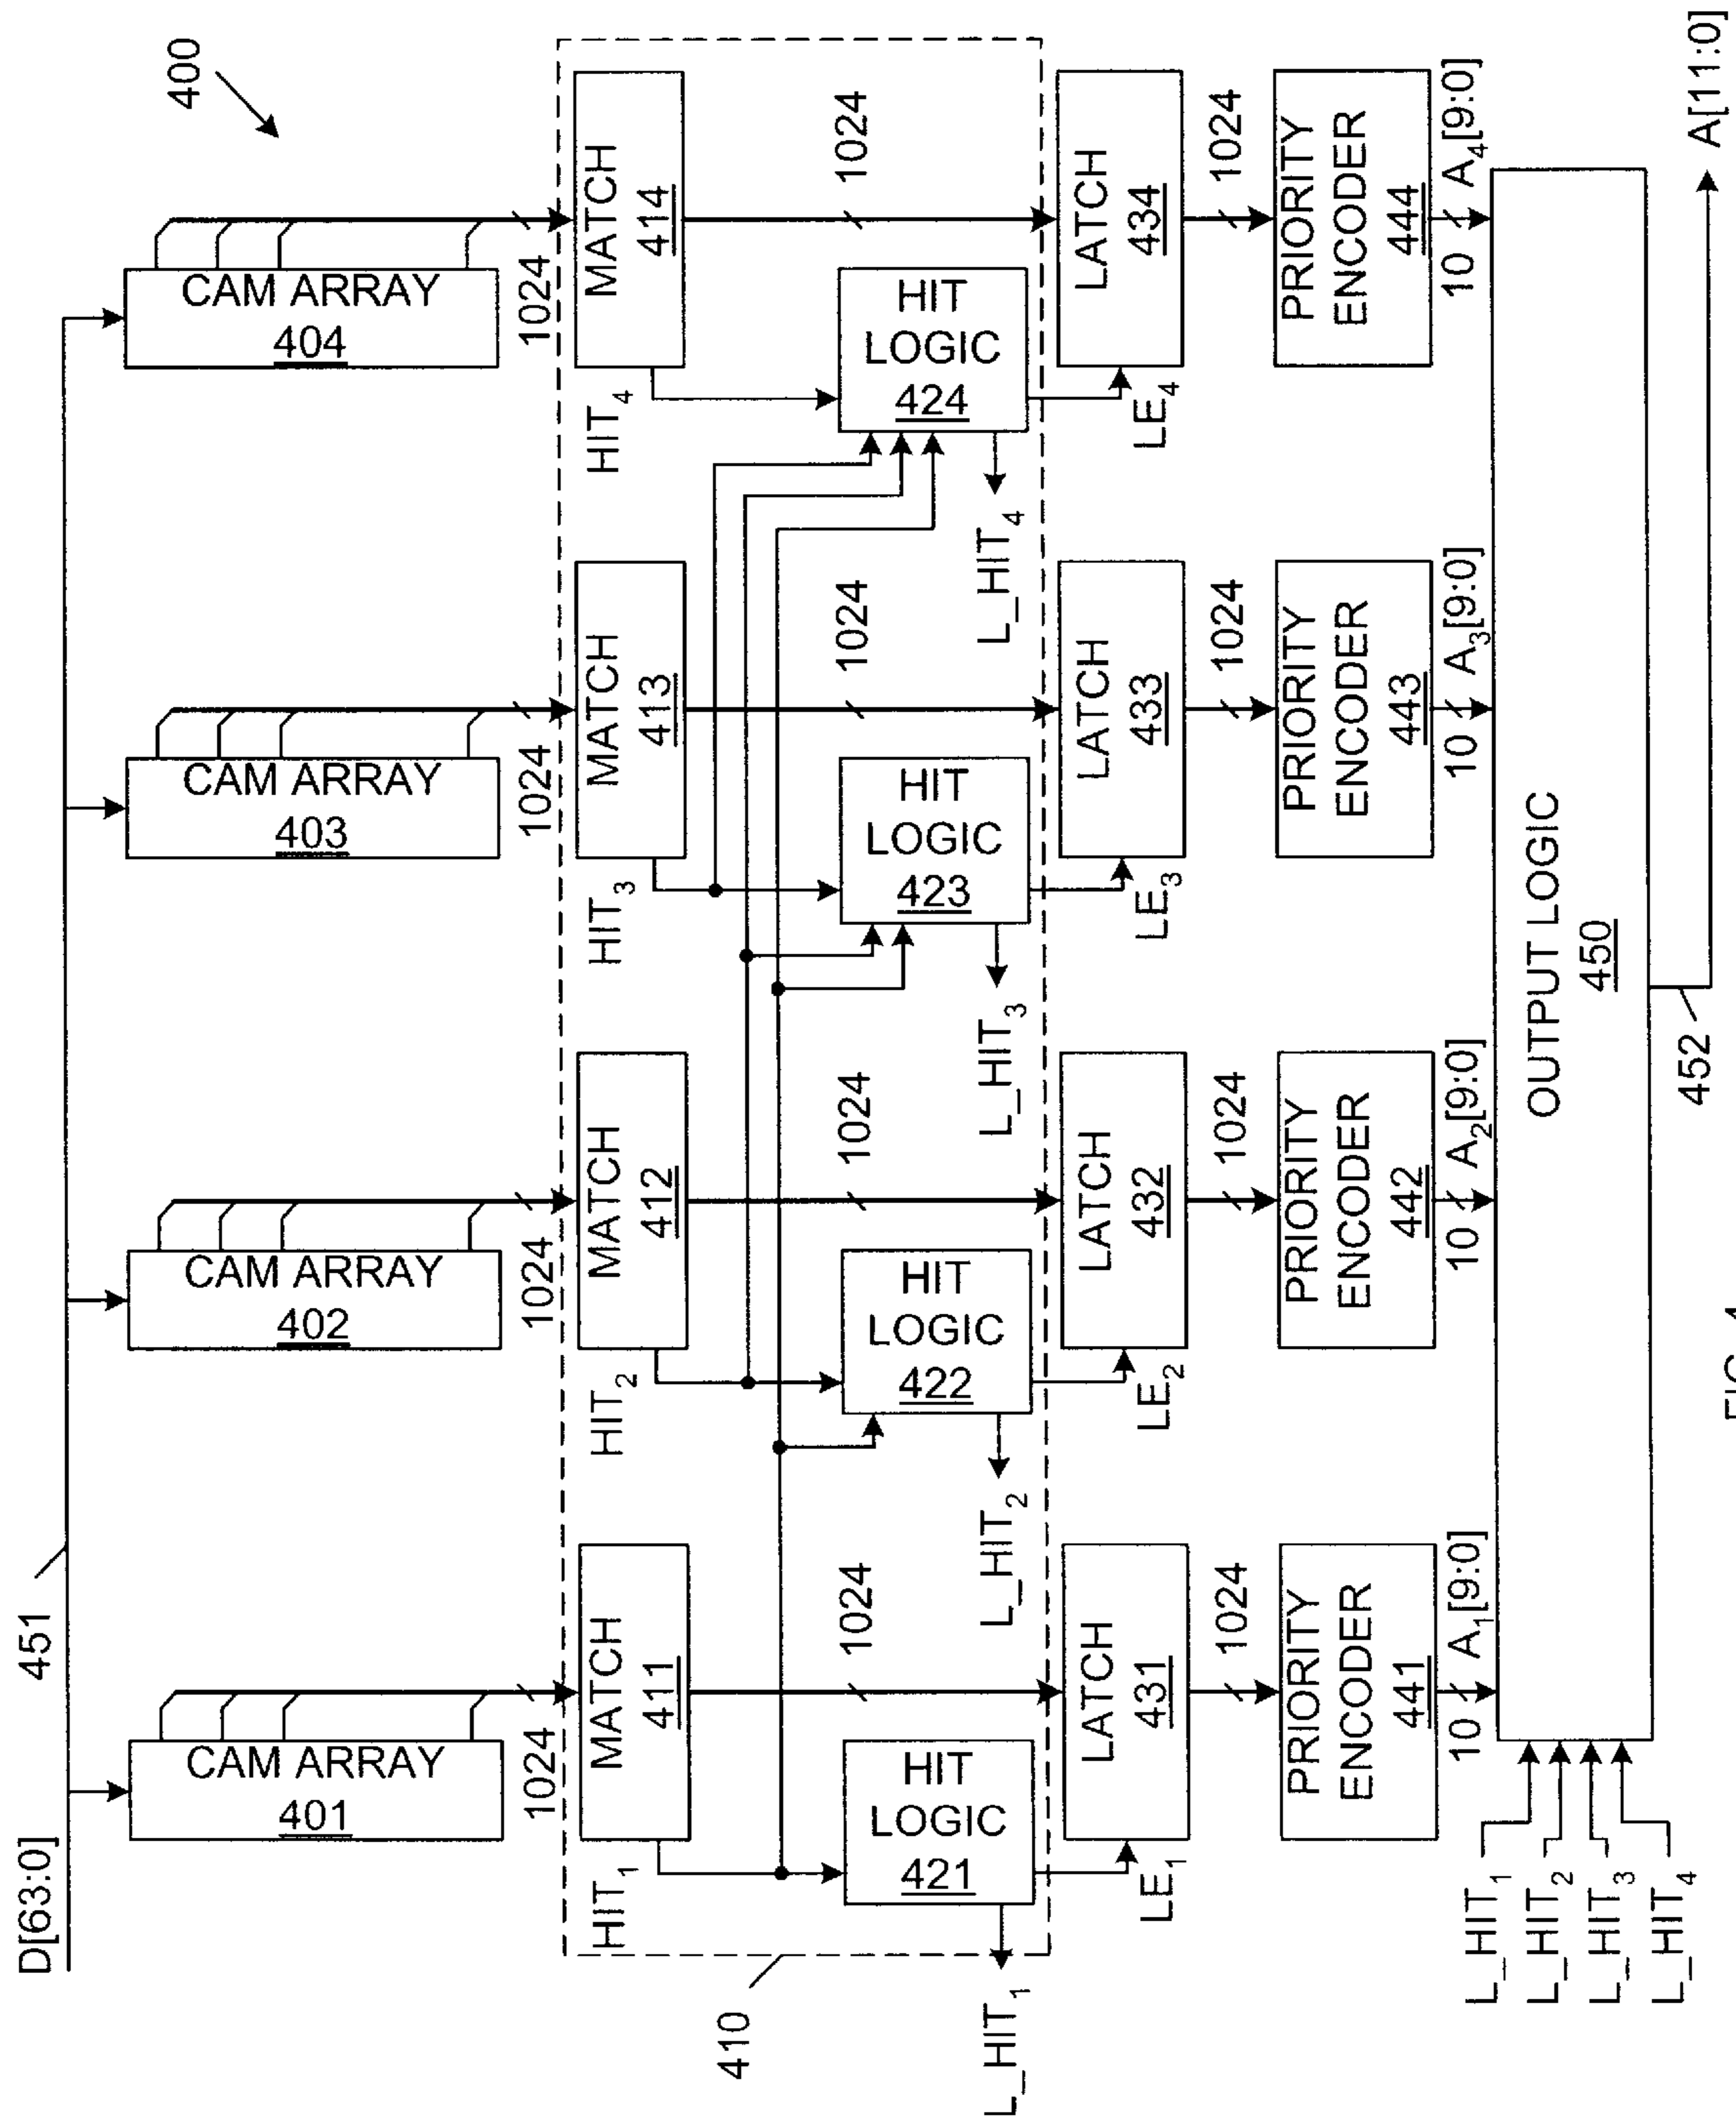 D[63:0]
451
400
CAM ARRAY
401
CAM ARRAY
402
CAM ARRAY
403
CAM ARRAY
404
1024
1024
1024
1024
410
HIT1
MATCH
411
HIT2
MATCH
412
HIT3
MATCH
413
HIT4
MATCH
414
1024
1024
1024
1024
HIT
LOGIC
421
HIT
LOGIC
422
HIT
LOGIC
423
HIT
LOGIC
424
L_HIT1
L_HIT2
L_HIT3
L_HIT4
LE1
LATCH
431
LE2
LATCH
432
LE3
LATCH
433
LE4
LATCH
434
1024
1024
1024
1024
PRIORITY
ENCODER
441
PRIORITY
ENCODER
442
PRIORITY
ENCODER
443
PRIORITY
ENCODER
444
10 A1[9:0]
10 A2[9:0]
10 A3[9:0]
10 A4[9:0]
L_HIT1
L_HIT2
L_HIT3
L_HIT4
OUTPUT LOGIC
450
452
A[11:0]